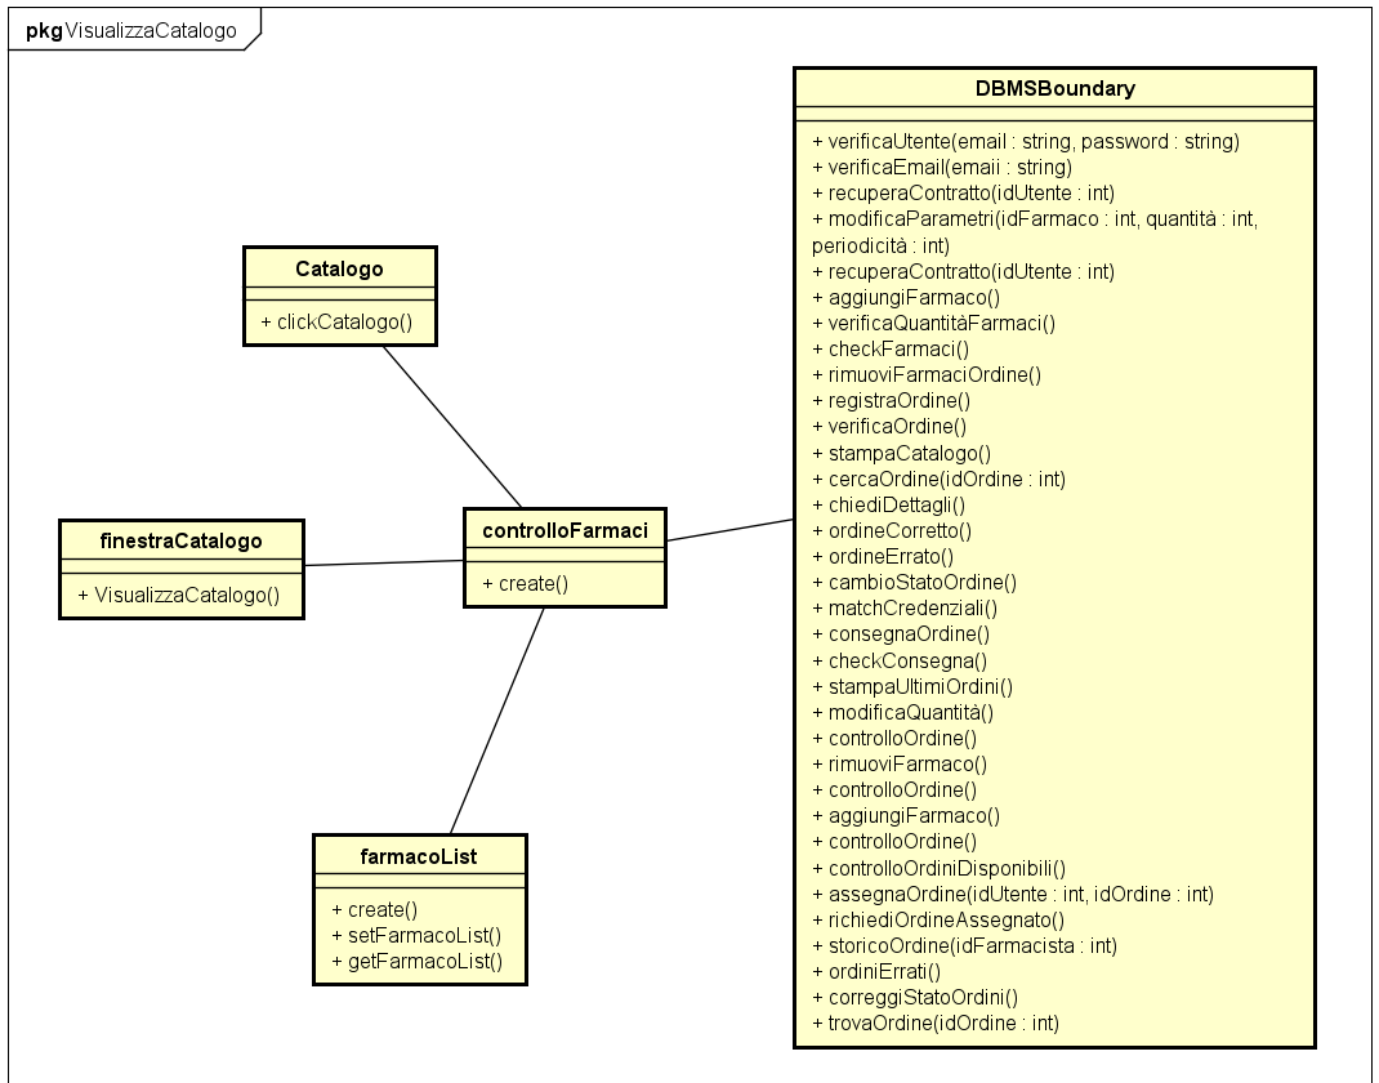 pkg VisualizzaCatalogo
Catalogo
+ clickCatalogo()
finestraCatalogo
+ VisualizzaCatalogo()
controlloFarmaci
+ create()
farmacoList
+ create()
+ setFarmacoList()
+ getFarmacoList()
DBMSBoundary
+ verificaUtente(email : string, password : string)
+ verificaEmail(emaii : string)
+ recuperaContratto(idUtente : int)
+ modificaParametri(idFarmaco : int, quantità : int,
periodicità : int)
+ recuperaContratto(idUtente : int)
+ aggiungiFarmaco()
+ verificaQuantitàFarmaci()
+ checkFarmaci()
+ rimuoviFarmaciOrdine()
+ registraOrdine()
+ verificaOrdine()
+ stampaCatalogo()
+ cercaOrdine(idOrdine : int)
+ chiediDettagli()
+ ordineCorretto()
+ ordineErrato()
+ cambioStatoOrdine()
+ matchCredenziali()
+ consegnaOrdine()
+ checkConsegna()
+ stampaUltimiOrdini()
+ modificaQuantità()
+ controlloOrdine()
+ rimuoviFarmaco()
+ controlloOrdine()
+ aggiungiFarmaco()
+ controlloOrdine()
+ controlloOrdiniDisponibili()
+ assegnaOrdine(idUtente : int, idOrdine : int)
+ richiediOrdineAssegnato()
+ storicoOrdine(idFarmacista : int)
+ ordiniErrati()
+ correggiStatoOrdini()
+ trovaOrdine(idOrdine : int)